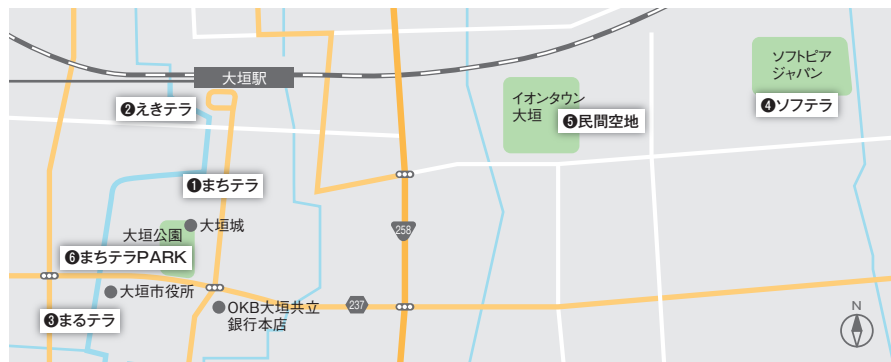 大垣駅
ソフトピア
ジャパン
❷えきテラ
イオンタウン
大垣
❹ソフテラ
❺民間空地
❶まちテラ
大垣城
大垣公園
258
❻まちテラPARK
大垣市役所
237
OKB大垣共立
銀行本店
❸まるテラ
N